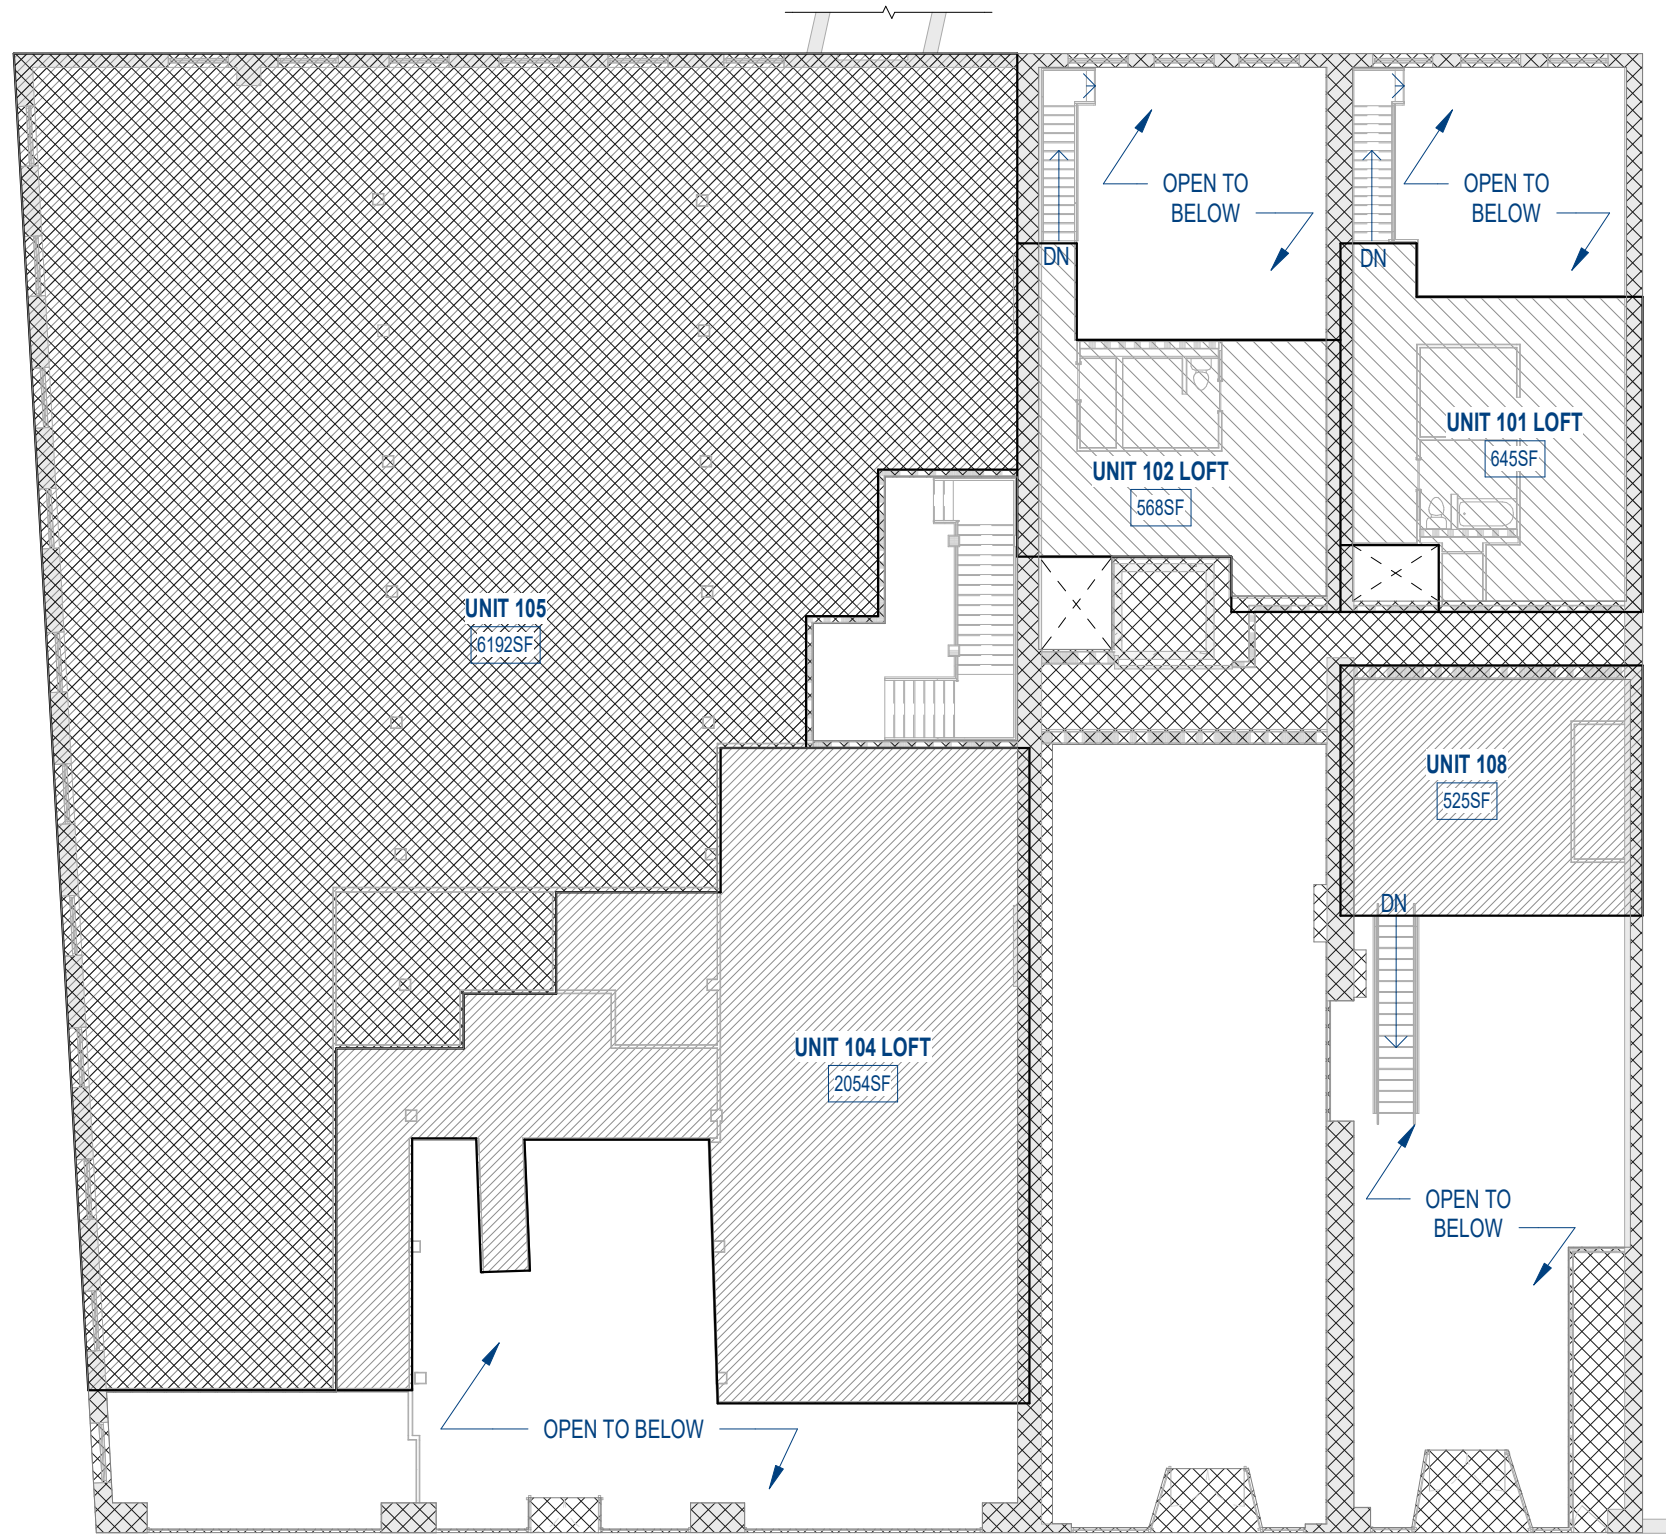 OPEN TO
BELOW
OPEN TO
BELOW
DN
DN
UNIT 101 LOFT
645SF
UNIT 102 LOFT
568SF
UNIT 105
6192SF
UNIT 108
525SF
DN
UNIT 104 LOFT
2054SF
OPEN TO
BELOW
OPEN TO BELOW